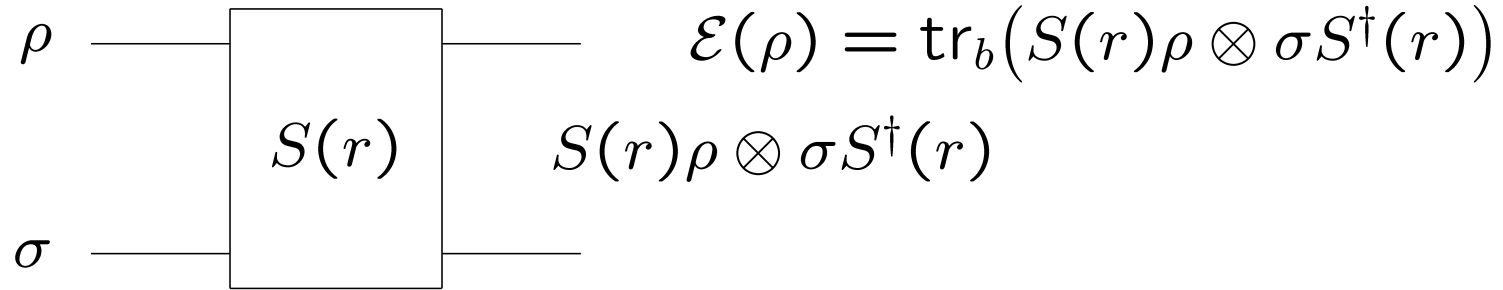 ρ
ℰ(ρ) = tr_b(S(r)ρ ⊗ σS†(r))
S(r)
S(r)ρ ⊗ σS†(r)
σ